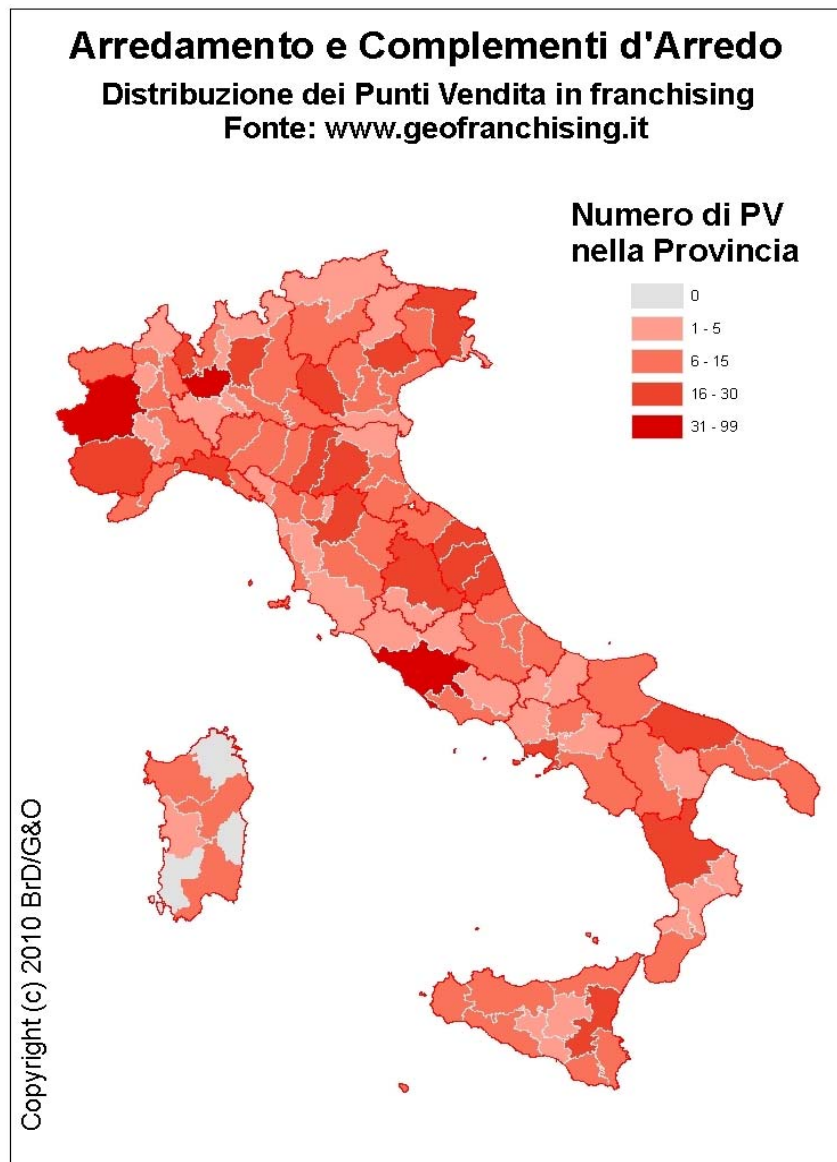 Arredamento e Complementi d'Arredo
Distribuzione dei Punti Vendita in franchising
Fonte: www.geofranchising.it
Numero di PV
nella Provincia
0
1 - 5
6 - 15
16 - 30
31 - 99
Copyright (c) 2010 BrD/G&O